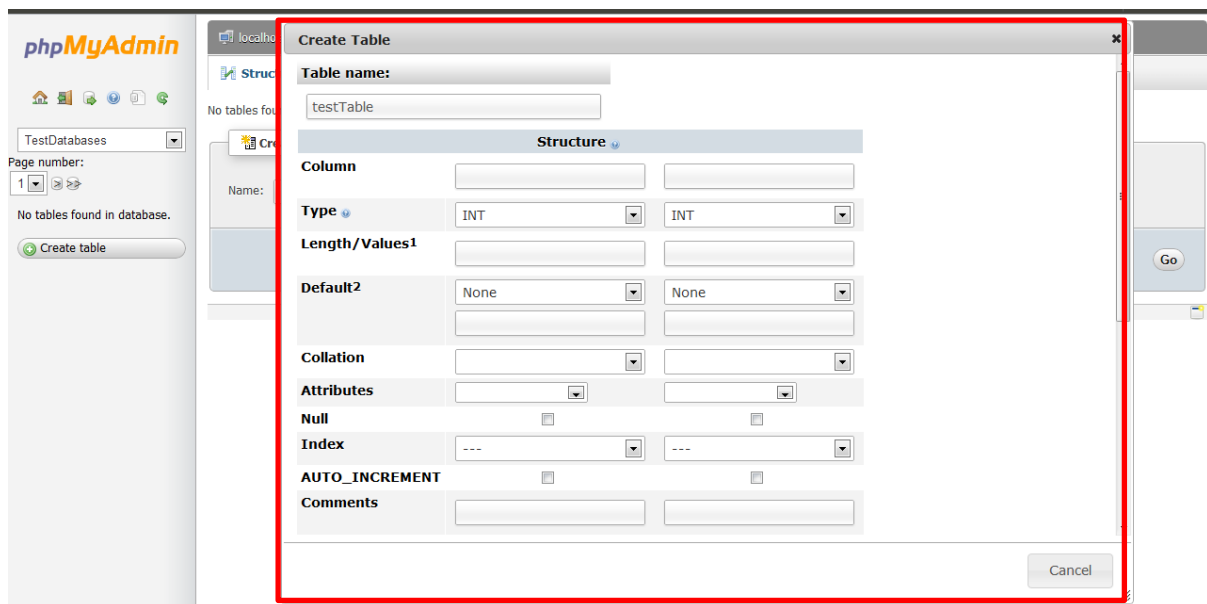 phpMyAdmin
TestDatabases
Page number:
1
No tables found in database.
Create table
localho
Struc
No tables fou
Cre
Name:
Go
Create Table
Table name:
testTable
Structure
Column
Type INT INT
Length/Values1
Default2 None None
Collation
Attributes
Null
Index --- ---
AUTO_INCREMENT
Comments
Cancel